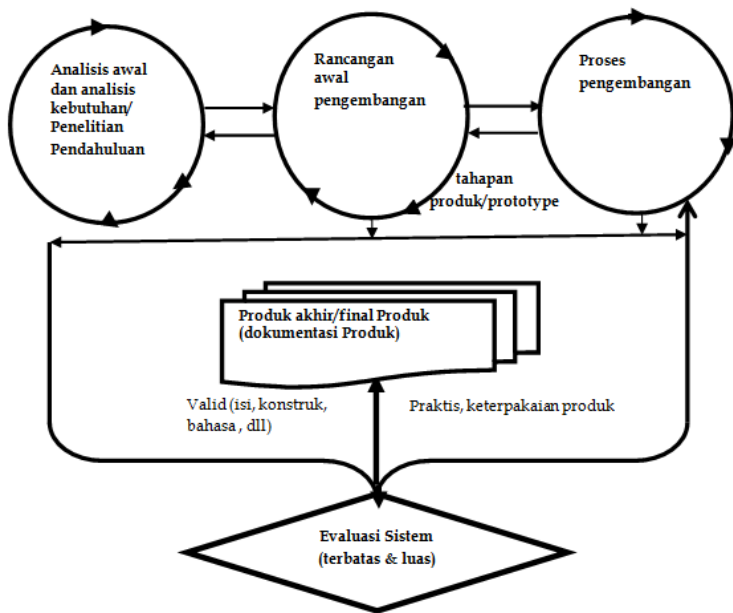 Analisis awal
dan analisis
kebutuhan/
Penelitian
Pendahuluan
Rancangan
awal
pengembangan
Proses
pengembangan
tahapan
produk/prototype
Produk akhir/final Produk
(dokumentasi Produk)
Valid (isi, konstruk,
bahasa , dll)
Praktis, keterpakaian produk
Evaluasi Sistem
(terbatas & luas)